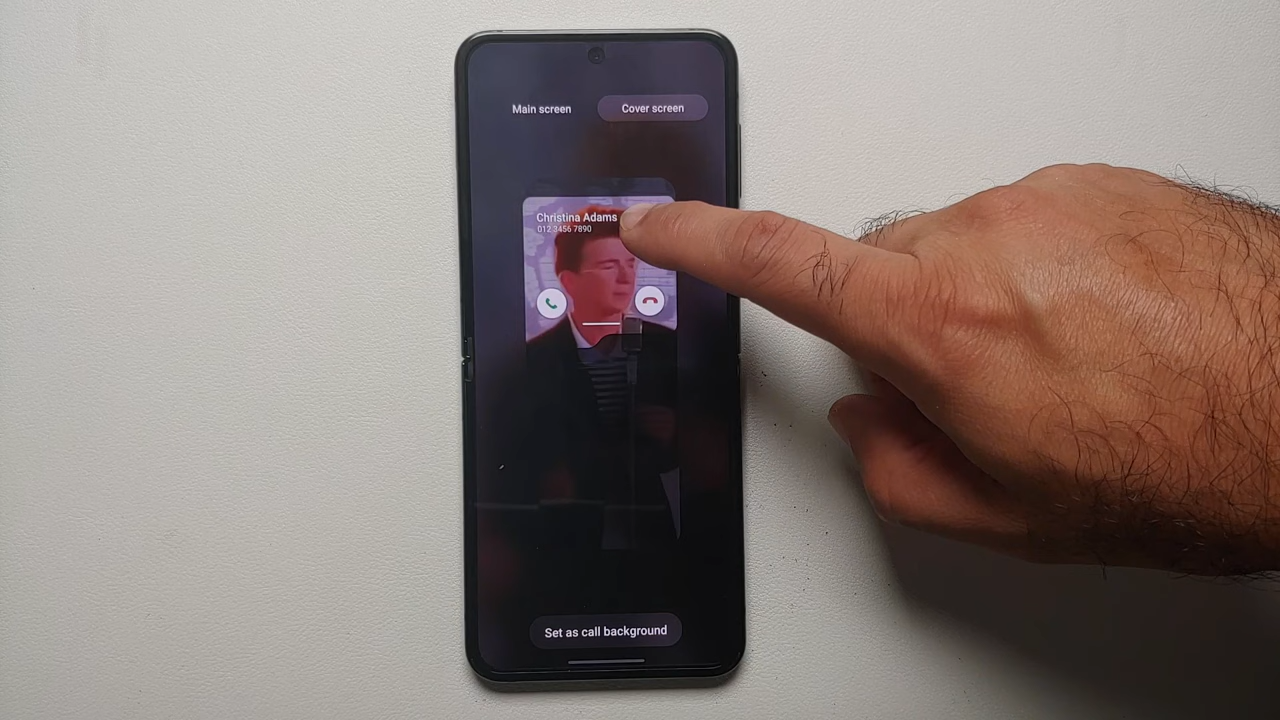 Main screen
Cover screen
Christina Adams
012 3456 7890
Set as call background